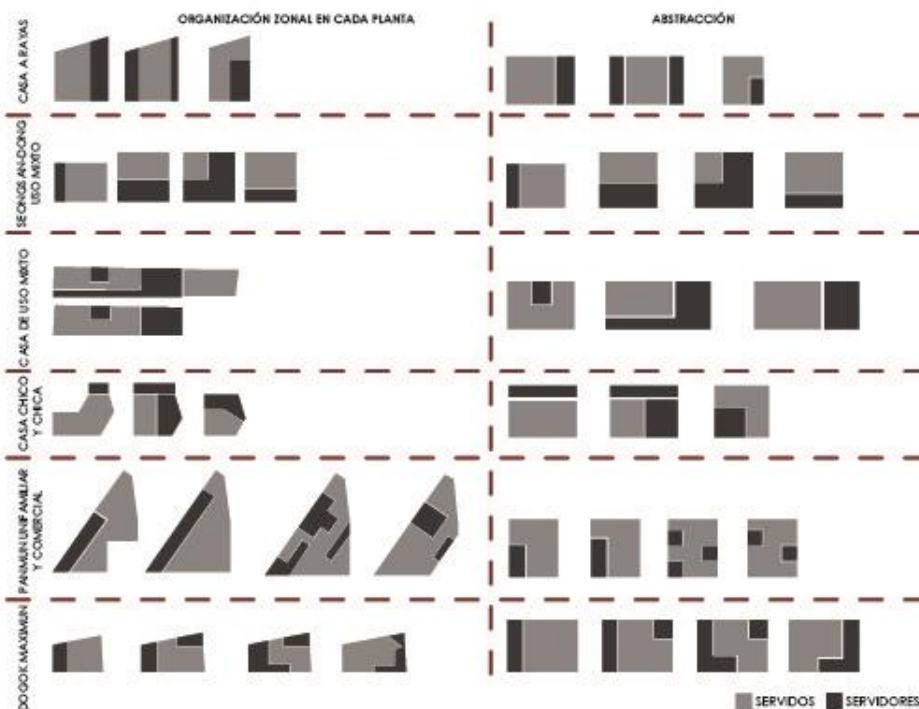 ORGANIZACIÓN ZONAL EN CADA PLANTA
ABSTRACCIÓN
CASA A RAYAS
SEONGSAN-DONG
USO MIXTO
CASA DE USO MIXTO
CASA CHICO
Y CHICA
PANMUN UNIFAMILIAR
Y COMERCIAL
DOGOK MAXIMUN
SERVIDOS
SERVIDORES